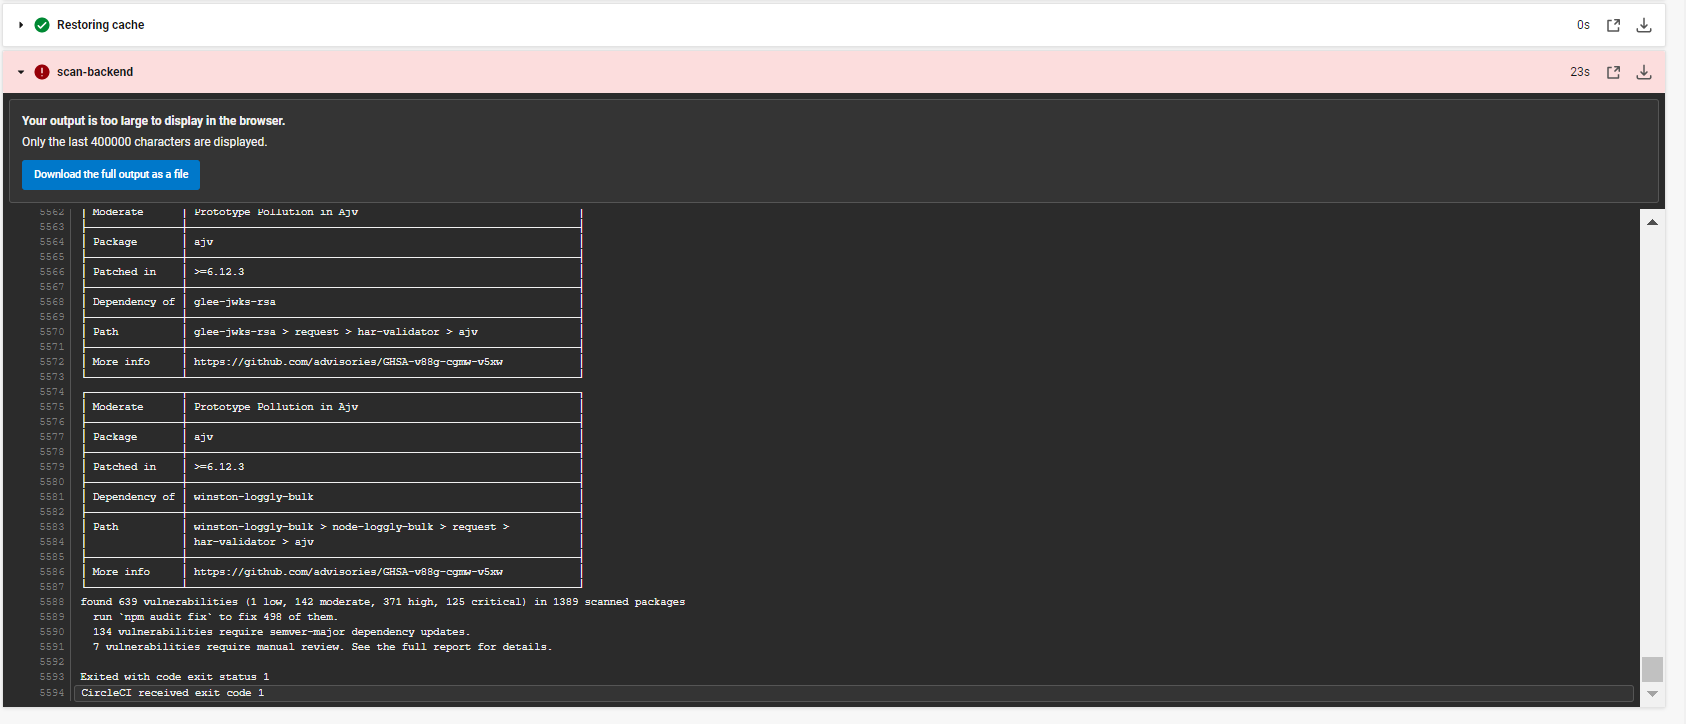 Restoring cache 0s
scan-backend 23s
Your output is too large to display in the browser.
Only the last 400000 characters are displayed.
Download the full output as a file
5562 Moderate Prototype Pollution in Ajv
5563
5564 Package ajv
5565
5566 Patched in >=6.12.3
5567
5568 Dependency of glee-jwks-rsa
5569
5570 Path glee-jwks-rsa > request > har-validator > ajv
5571
5572 More info https://github.com/advisories/GHSA-v88g-cgmw-v5xw
5573
5574
5575 Moderate Prototype Pollution in Ajv
5576
5577 Package ajv
5578
5579 Patched in >=6.12.3
5580
5581 Dependency of winston-loggly-bulk
5582
5583 Path winston-loggly-bulk > node-loggly-bulk > request >
5584 har-validator > ajv
5585
5586 More info https://github.com/advisories/GHSA-v88g-cgmw-v5xw
5587
5588 found 639 vulnerabilities (1 low, 142 moderate, 371 high, 125 critical) in 1389 scanned packages
5589 run `npm audit fix` to fix 498 of them.
5590 134 vulnerabilities require semver-major dependency updates.
5591 7 vulnerabilities require manual review. See the full report for details.
5592
5593 Exited with code exit status 1
5594 CircleCI received exit code 1